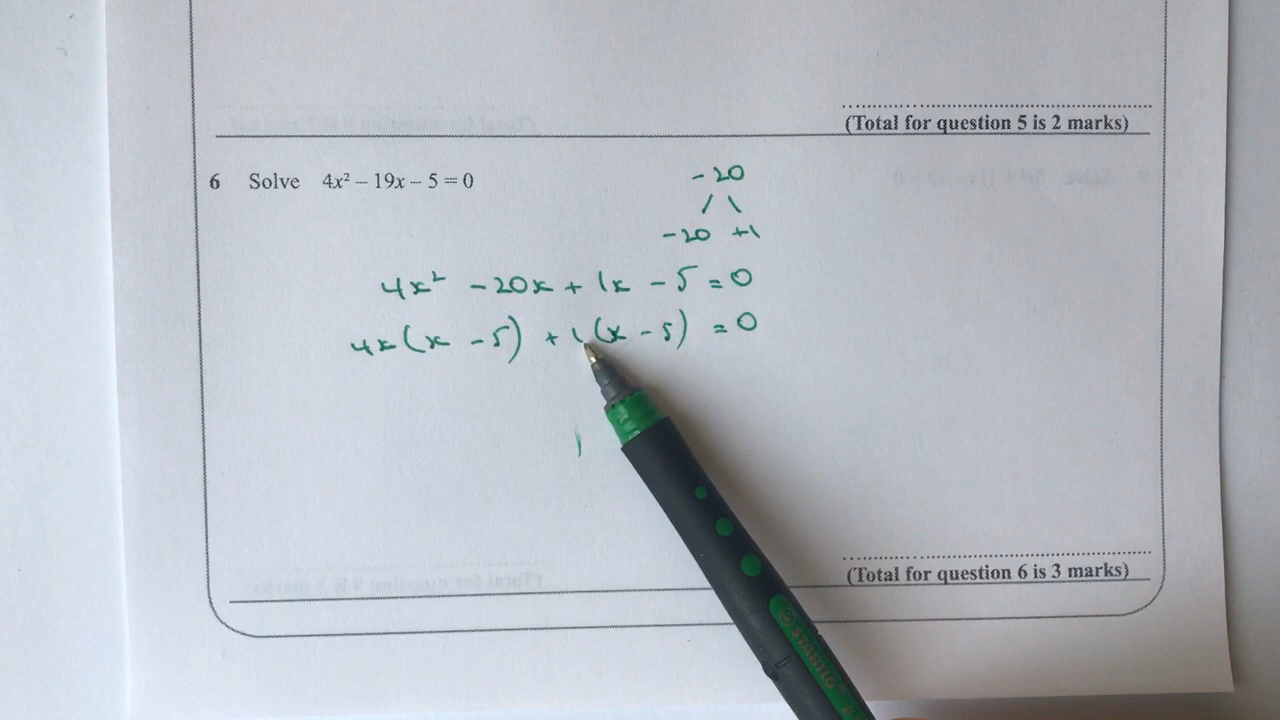 (Total for question 5 is 2 marks)
6 Solve 4x² – 19x – 5 = 0
-20
-20 +1
4x² -20x + 1x - 5 = 0
4x(x - 5) + 1(x - 5) = 0
(Total for question 6 is 3 marks)
STABILO